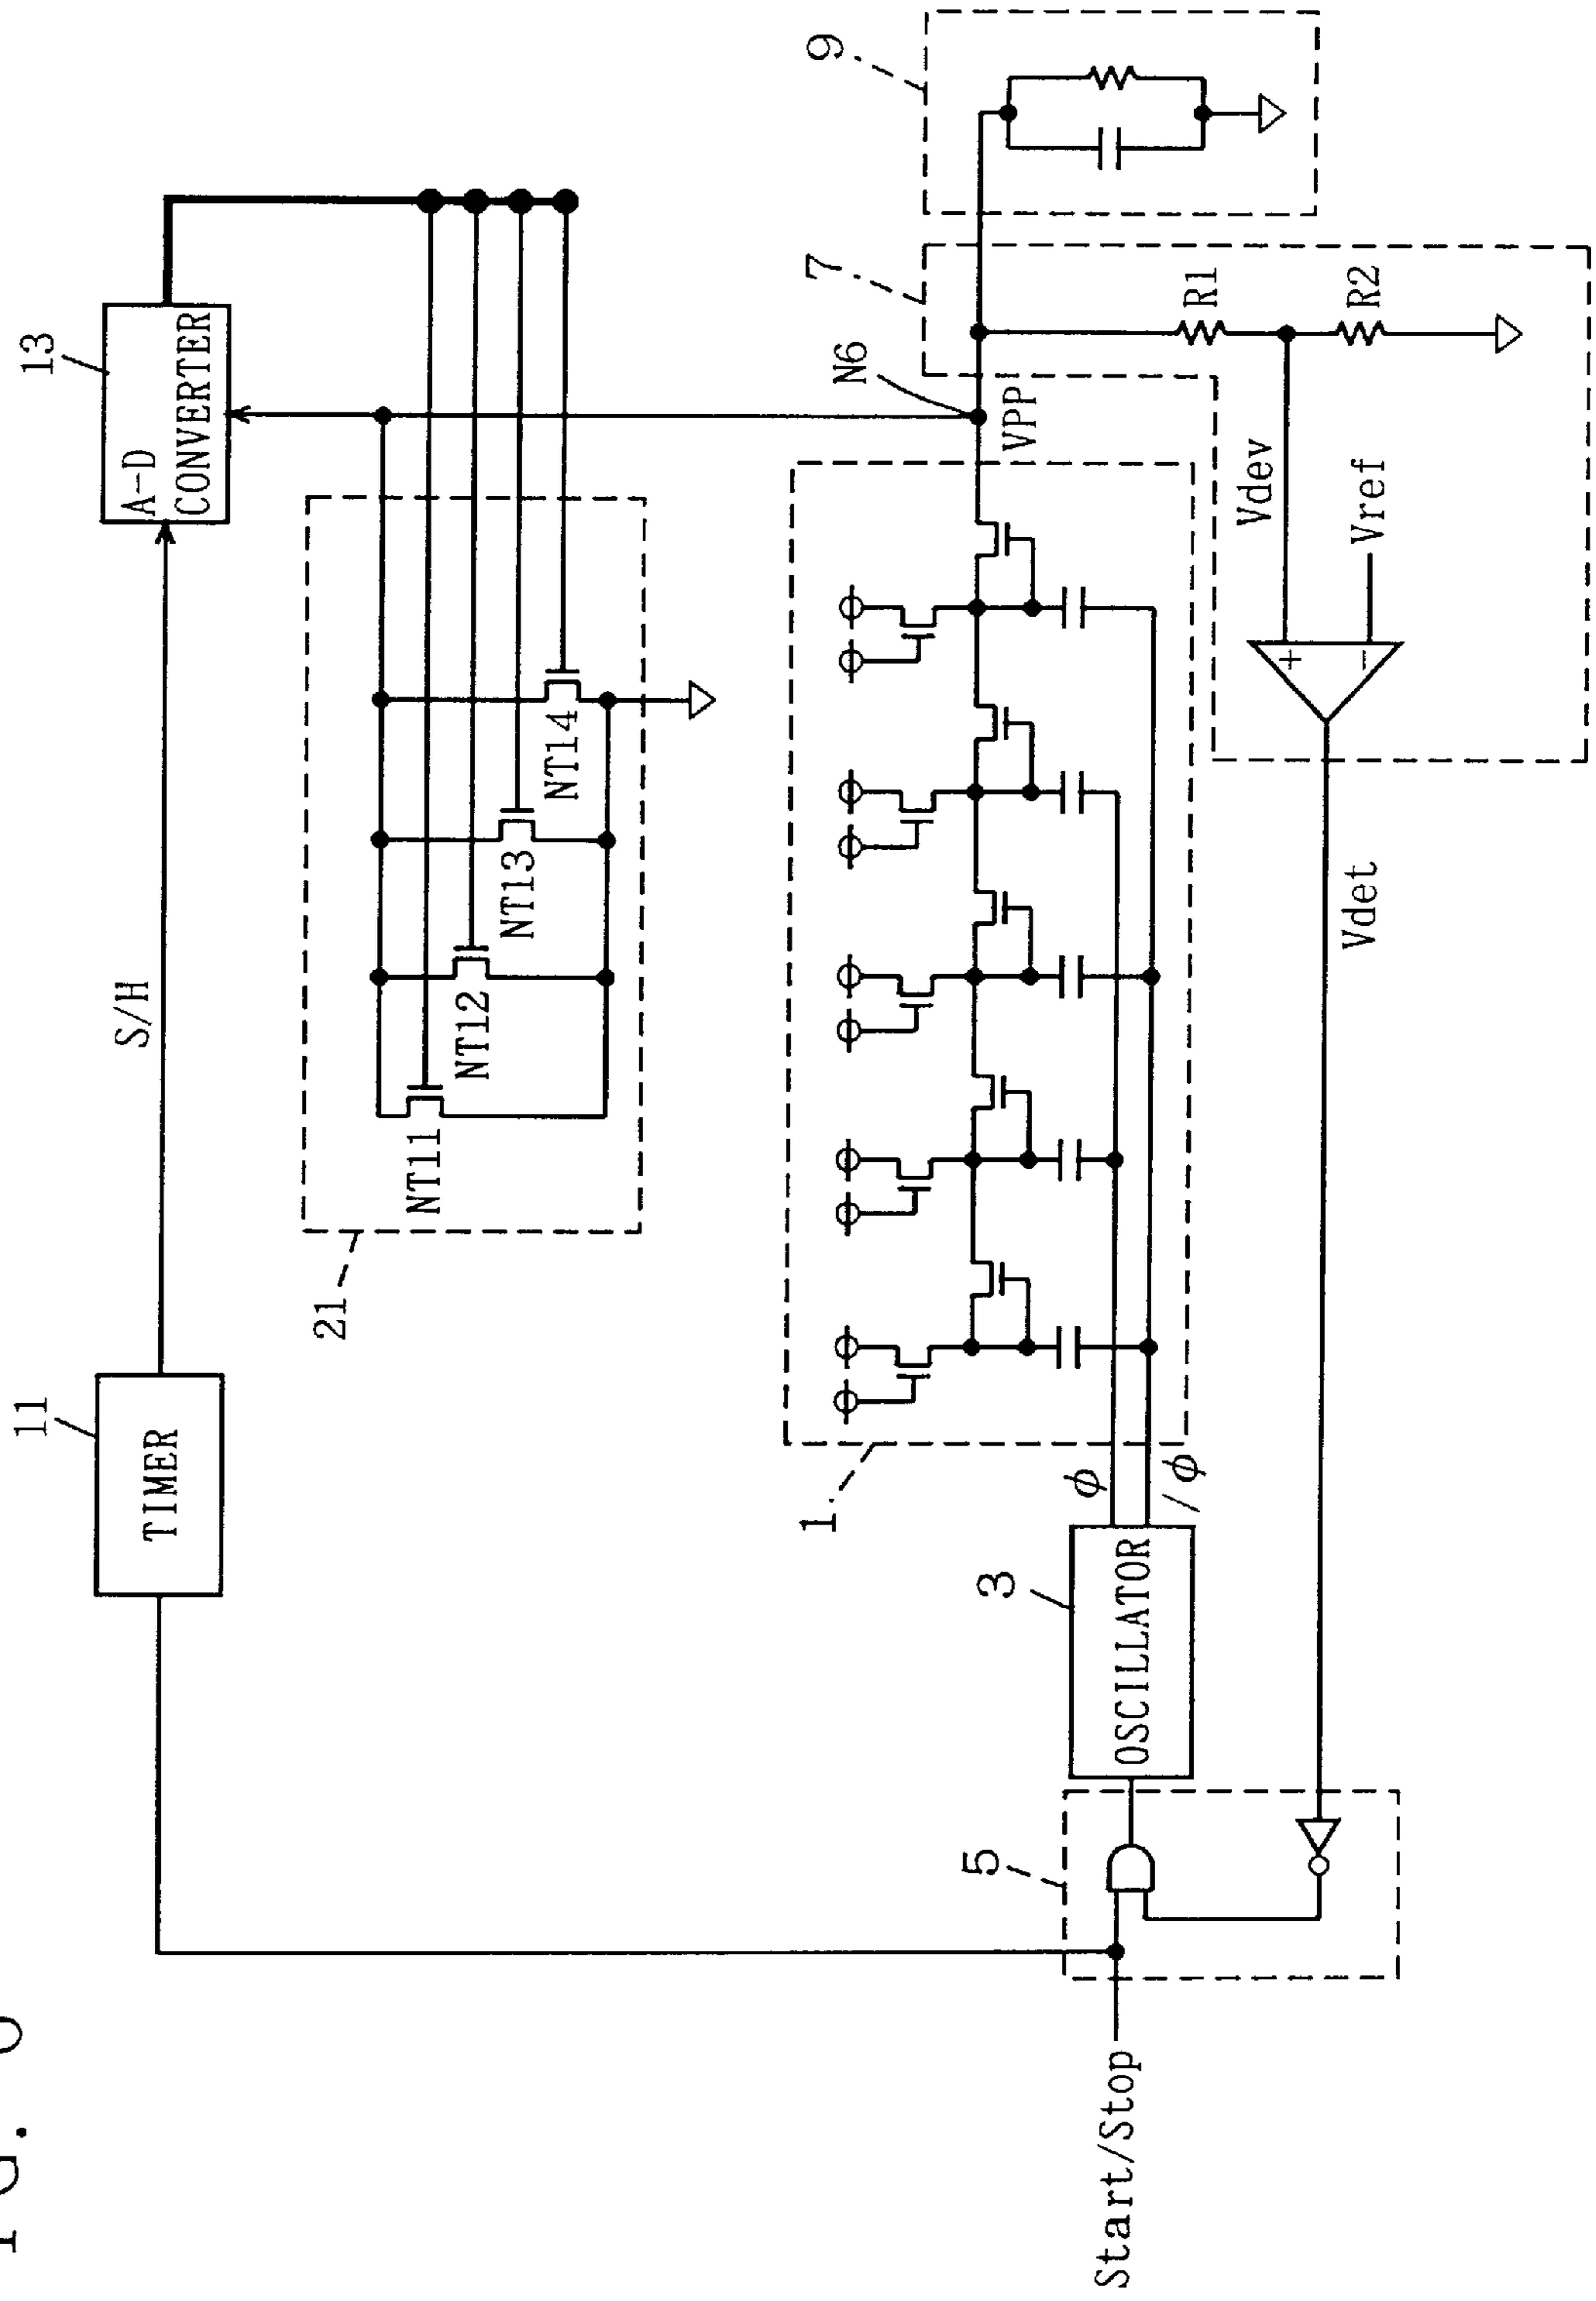 11
TIMER
S/H
13
A-D
CONVERTER
21
NT11
NT12
NT13
NT14
N6
VPP
7
9
1
3
OSCILLATOR
φ
/φ
5
Start/Stop
Vdet
Vdev
Vref
+
−
R1
R2